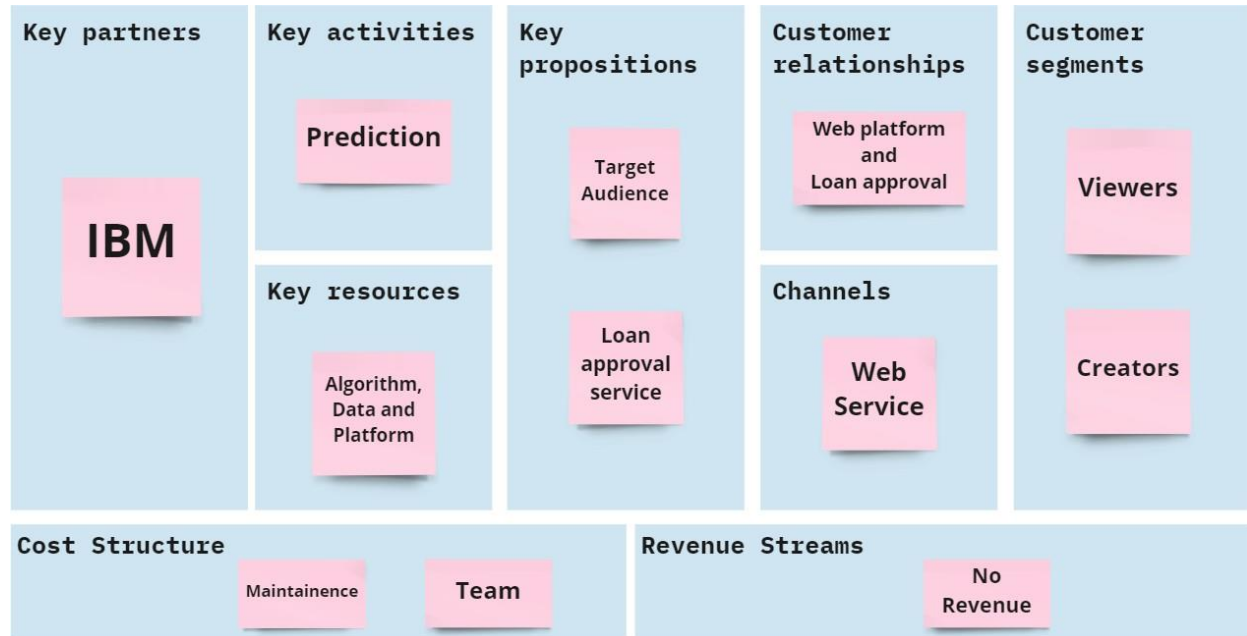 Key partners
IBM
Key activities
Prediction
Key resources
Algorithm,
Data and
Platform
Key
propositions
Target
Audience
Loan
approval
service
Customer
relationships
Web platform
and
Loan approval
Channels
Web
Service
Customer
segments
Viewers
Creators
Cost Structure
Maintainence
Team
Revenue Streams
No
Revenue